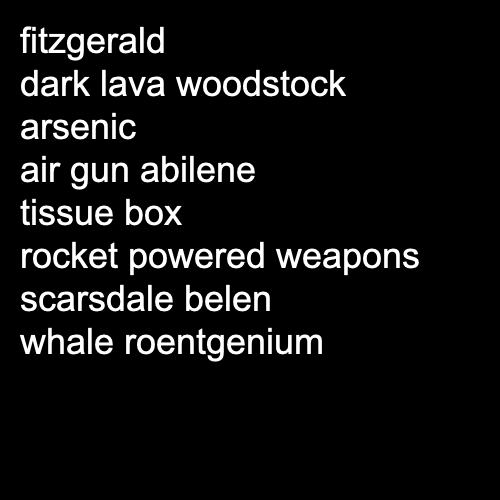 fitzgerald
dark lava woodstock
arsenic
air gun abilene
tissue box
rocket powered weapons
scarsdale belen
whale roentgenium